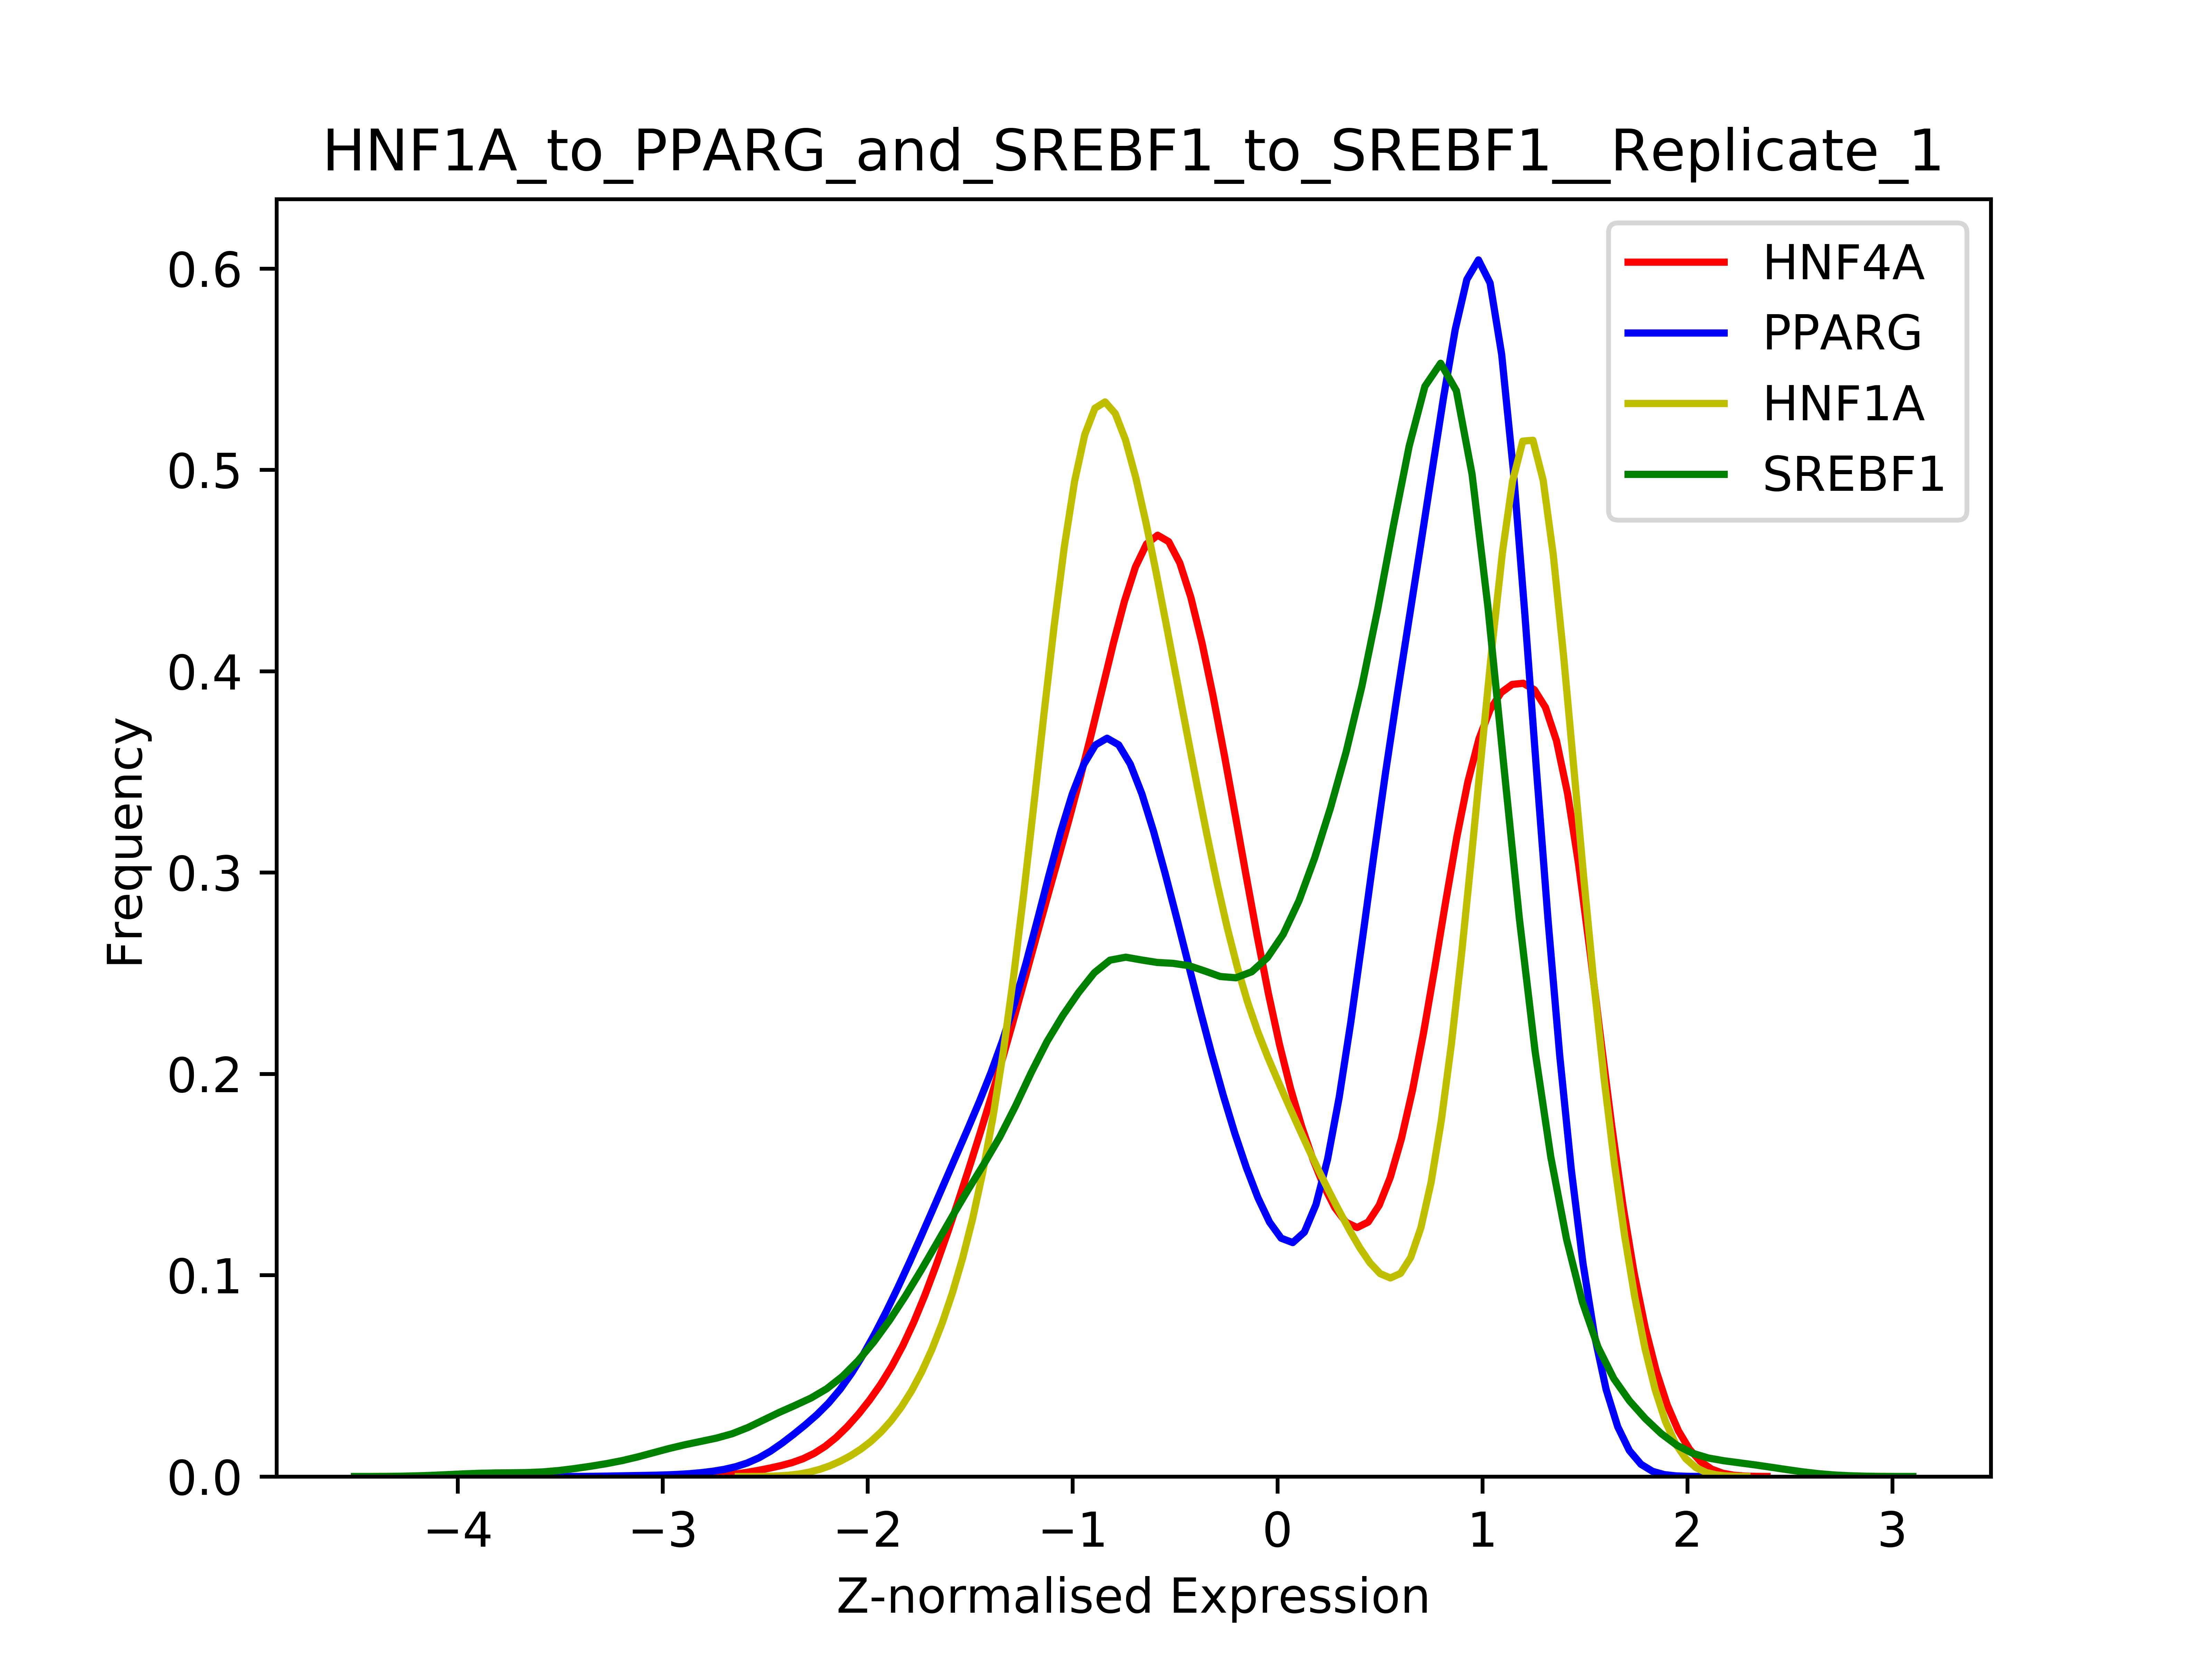 HNF1A_to_PPARG_and_SREBF1_to_SREBF1__Replicate_1
HNF4A
PPARG
HNF1A
SREBF1
Frequency
0.6
0.5
0.4
0.3
0.2
0.1
0.0
−4 −3 −2 −1 0 1 2 3
Z-normalised Expression